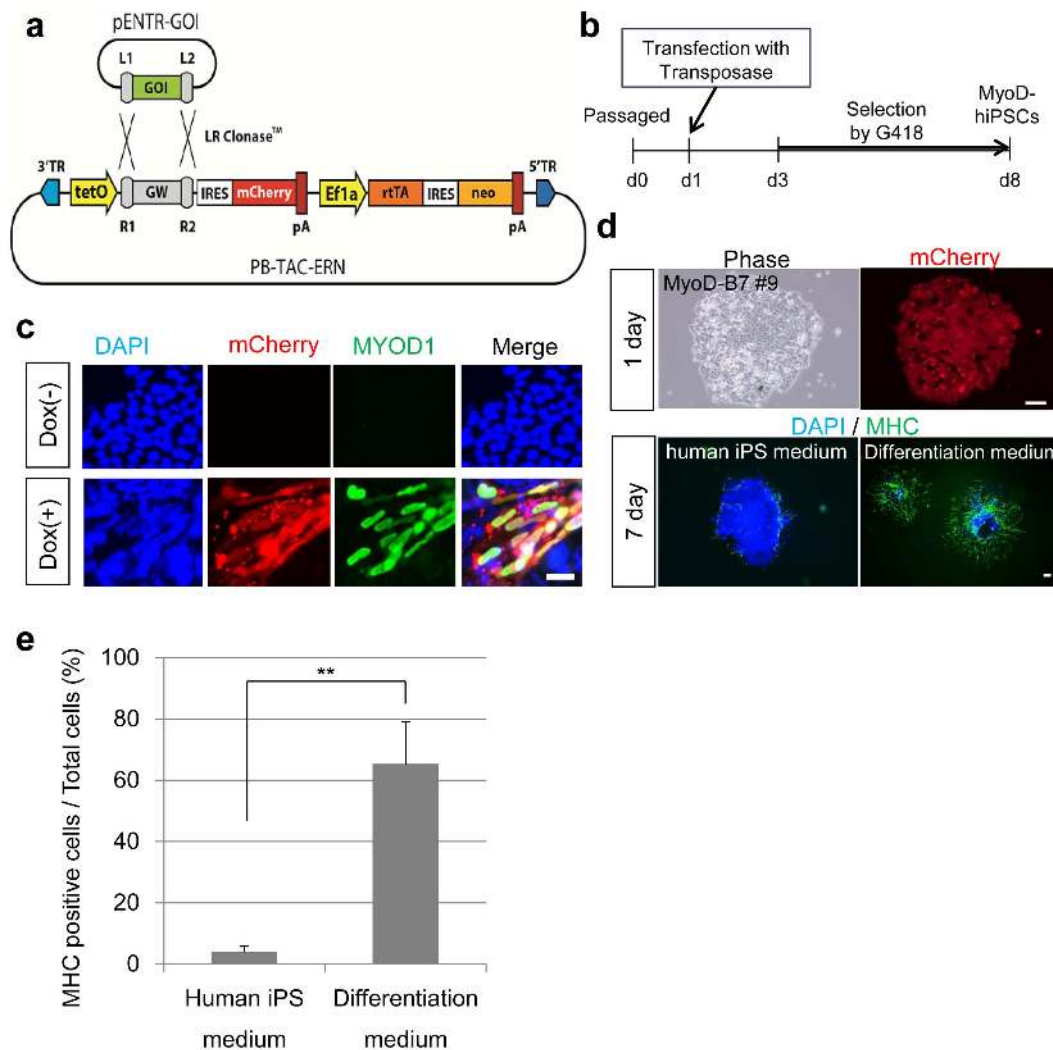 a
pENTR-GOI
L1 L2
GOI
LR Clonase™
3'TR 5'TR
tetO GW IRES mCherry Ef1a rtTA IRES neo
R1 R2 pA pA
PB-TAC-ERN
b
Transfection with
Transposase
Passaged
Selection
by G418
MyoD-
hiPSCs
d0 d1 d3 d8
c
DAPI mCherry MYOD1 Merge
Dox(-)
Dox(+)
d
Phase mCherry
MyoD-B7 #9
1 day
DAPI / MHC
human iPS medium Differentiation medium
7 day
e
MHC positive cells / Total cells (%)
100
80
60
40
20
0
**
Human iPS
medium
Differentiation
medium